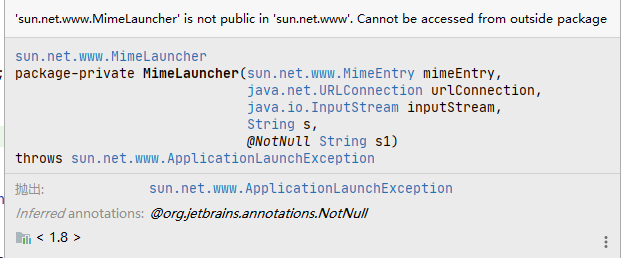 'sun.net.www.MimeLauncher' is not public in 'sun.net.www'. Cannot be accessed from outside package
sun.net.www.MimeLauncher
package-private MimeLauncher(sun.net.www.MimeEntry mimeEntry,
java.net.URLConnection urlConnection,
java.io.InputStream inputStream,
String s,
@NotNull String s1)
throws sun.net.www.ApplicationLaunchException
抛出: sun.net.www.ApplicationLaunchException
Inferred annotations: @org.jetbrains.annotations.NotNull
< 1.8 >